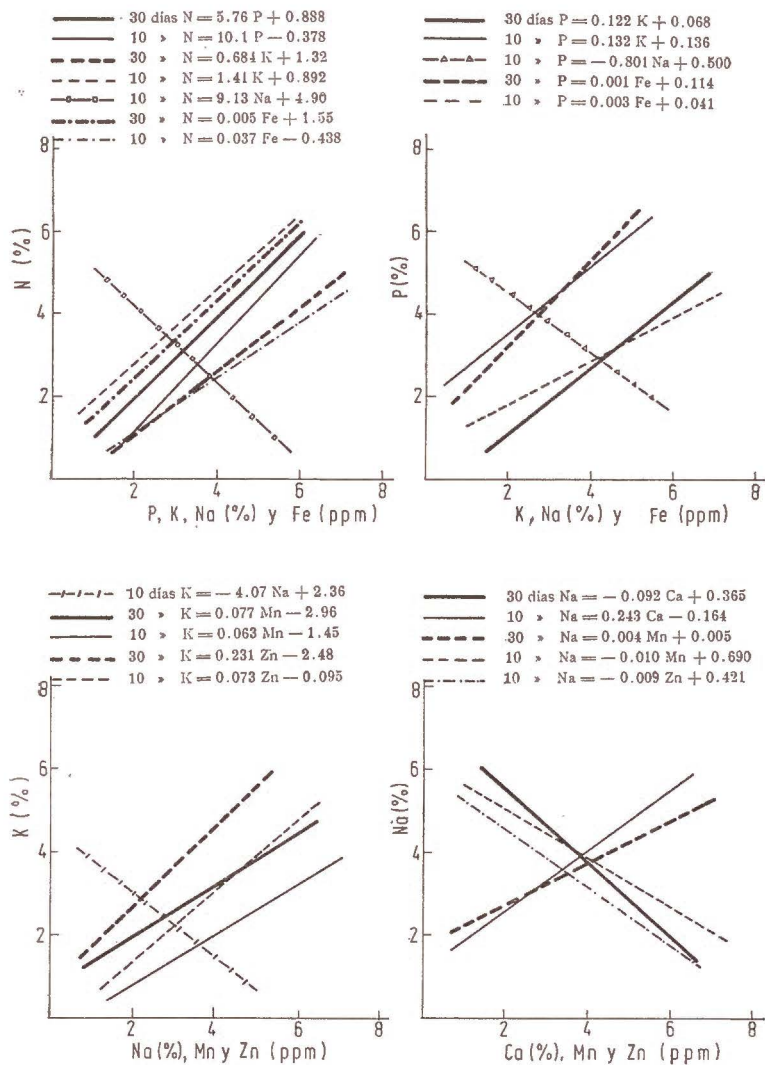 30 días N = 5.76 P + 0.888
10 » N = 10.1 P − 0.378
30 » N = 0.684 K + 1.32
10 » N = 1.41 K + 0.892
10 » N = 9.13 Na + 4.90
30 » N = 0.005 Fe + 1.55
10 » N = 0.037 Fe − 0.438
8
6
4
2
N (%)
2 4 6 8
P, K, Na (%) y Fe (ppm)
30 días P = 0.122 K + 0.068
10 » P = 0.132 K + 0.136
10 » P = − 0.801 Na + 0.500
30 » P = 0.001 Fe + 0.114
10 » P = 0.003 Fe + 0.041
8
6
4
2
P (%)
2 4 6 8
K, Na (%) y Fe (ppm)
10 días K = − 4.07 Na + 2.36
30 » K = 0.077 Mn − 2.96
10 » K = 0.063 Mn − 1.45
30 » K = 0.231 Zn − 2.48
10 » K = 0.073 Zn − 0.095
8
6
4
2
K (%)
2 4 6 8
Na (%), Mn y Zn (ppm)
30 días Na = − 0.092 Ca + 0.365
10 » Na = 0.243 Ca − 0.164
30 » Na = 0.004 Mn + 0.005
10 » Na = − 0.010 Mn + 0.690
10 » Na = − 0.009 Zn + 0.421
8
6
4
2
Na (%)
2 4 6 8
Ca (%), Mn y Zn (ppm)